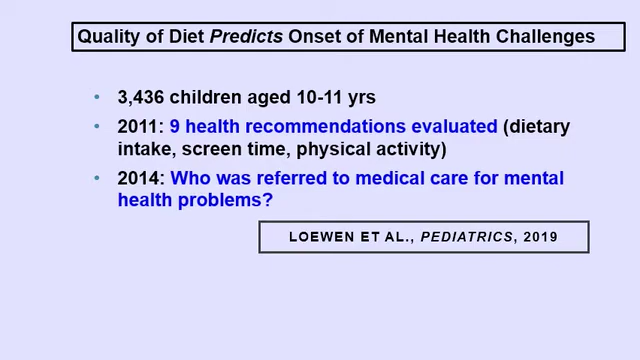 Quality of Diet Predicts Onset of Mental Health Challenges
• 3,436 children aged 10-11 yrs
• 2011: 9 health recommendations evaluated (dietary
intake, screen time, physical activity)
• 2014: Who was referred to medical care for mental
health problems?
LOEWEN ET AL., PEDIATRICS, 2019